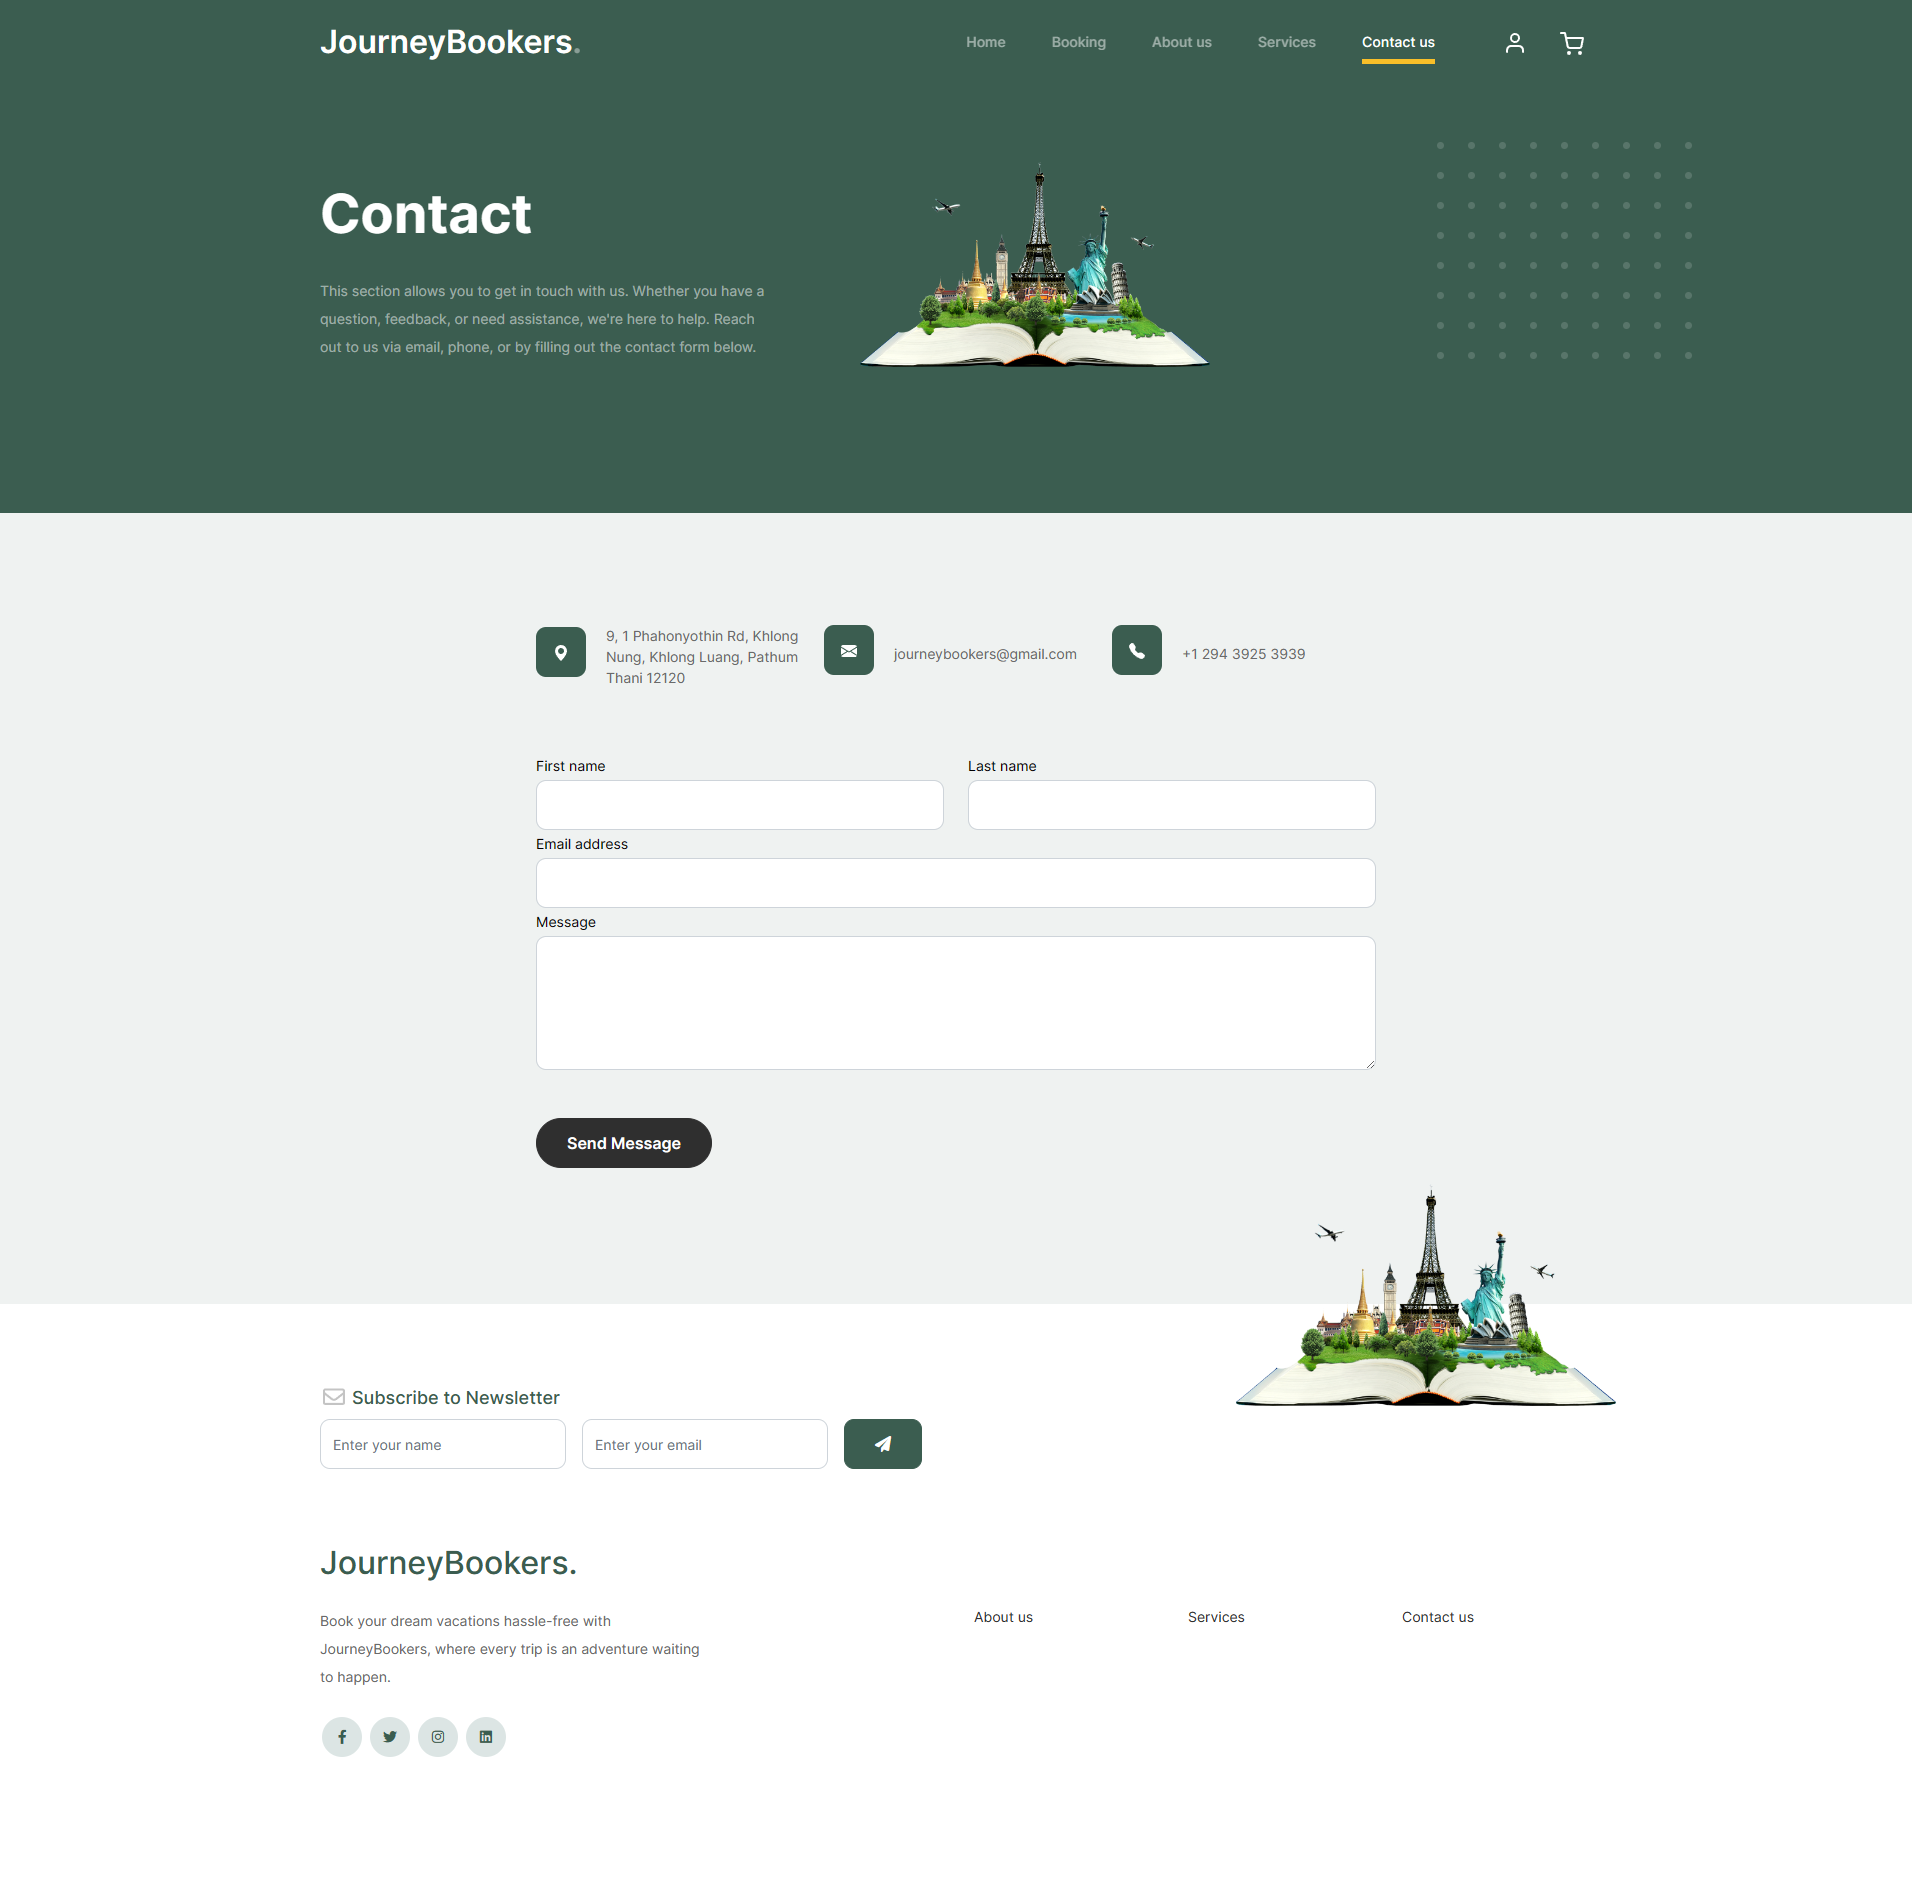 JourneyBookers.
Home
Booking
About us
Services
Contact us
Contact
This section allows you to get in touch with us. Whether you have a
question, feedback, or need assistance, we're here to help. Reach
out to us via email, phone, or by filling out the contact form below.
9, 1 Phahonyothin Rd, Khlong
Nung, Khlong Luang, Pathum
Thani 12120
journeybookers@gmail.com
+1 294 3925 3939
First name
Last name
Email address
Message
Send Message
Subscribe to Newsletter
Enter your name
Enter your email
JourneyBookers.
Book your dream vacations hassle-free with
JourneyBookers, where every trip is an adventure waiting
to happen.
About us
Services
Contact us